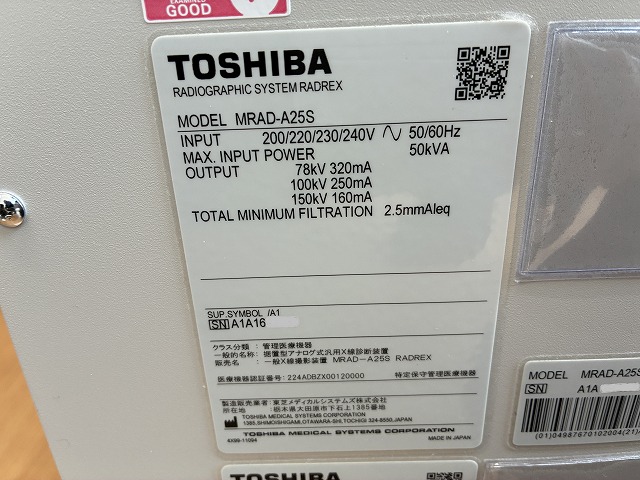 EXAMINED
GOOD
TOSHIBA
RADIOGRAPHIC SYSTEM RADREX
MODEL MRAD-A25S
INPUT 200/220/230/240V ∿ 50/60Hz
MAX. INPUT POWER 50kVA
OUTPUT 78kV 320mA
100kV 250mA
150kV 160mA
TOTAL MINIMUM FILTRATION 2.5mmAleq
SUP.SYMBOL /A1
SN A1A16
クラス分類 : 管理医療機器
一般的名称 : 据置型アナログ式汎用X線診断装置
販売名 : 一般X線撮影装置 MRAD-A25S RADREX
医療機器認証番号 : 224ADBZX00120000 特定保守管理医療機器
製造販売業者 : 東芝メディカルシステムズ株式会社
所在地 : 栃木県大田原市下石上1385番地
TOSHIBA MEDICAL SYSTEMS CORPORATION
1385,SHIMOISHIGAMI,OTAWARA-SHI,TOCHIGI 324-8550,JAPAN
TOSHIBA MEDICAL SYSTEMS CORPORATION
4X99-11094 MADE IN JAPAN
MODEL MRAD-A25S
SN A1A
(01)04987670102004(21)A
TOSHIBA